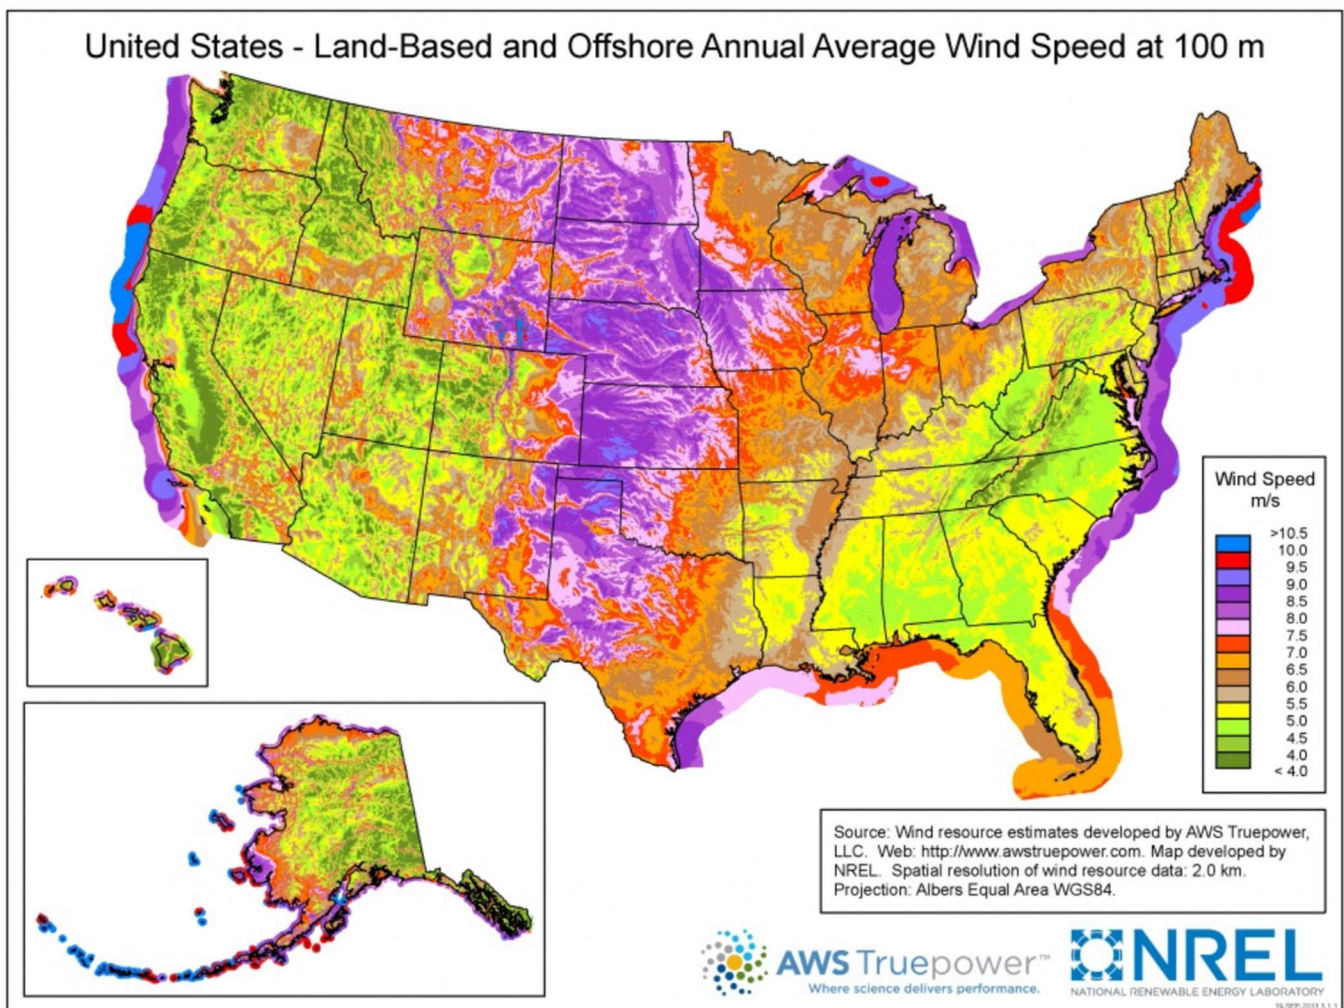 United States - Land-Based and Offshore Annual Average Wind Speed at 100 m
Wind Speed
m/s
>10.5
10.0
9.5
9.0
8.5
8.0
7.5
7.0
6.5
6.0
5.5
5.0
4.5
4.0
< 4.0
Source: Wind resource estimates developed by AWS Truepower,
LLC. Web: http://www.awstruepower.com. Map developed by
NREL. Spatial resolution of wind resource data: 2.0 km.
Projection: Albers Equal Area WGS84.
AWS Truepower™
Where science delivers performance.
NREL
NATIONAL RENEWABLE ENERGY LABORATORY